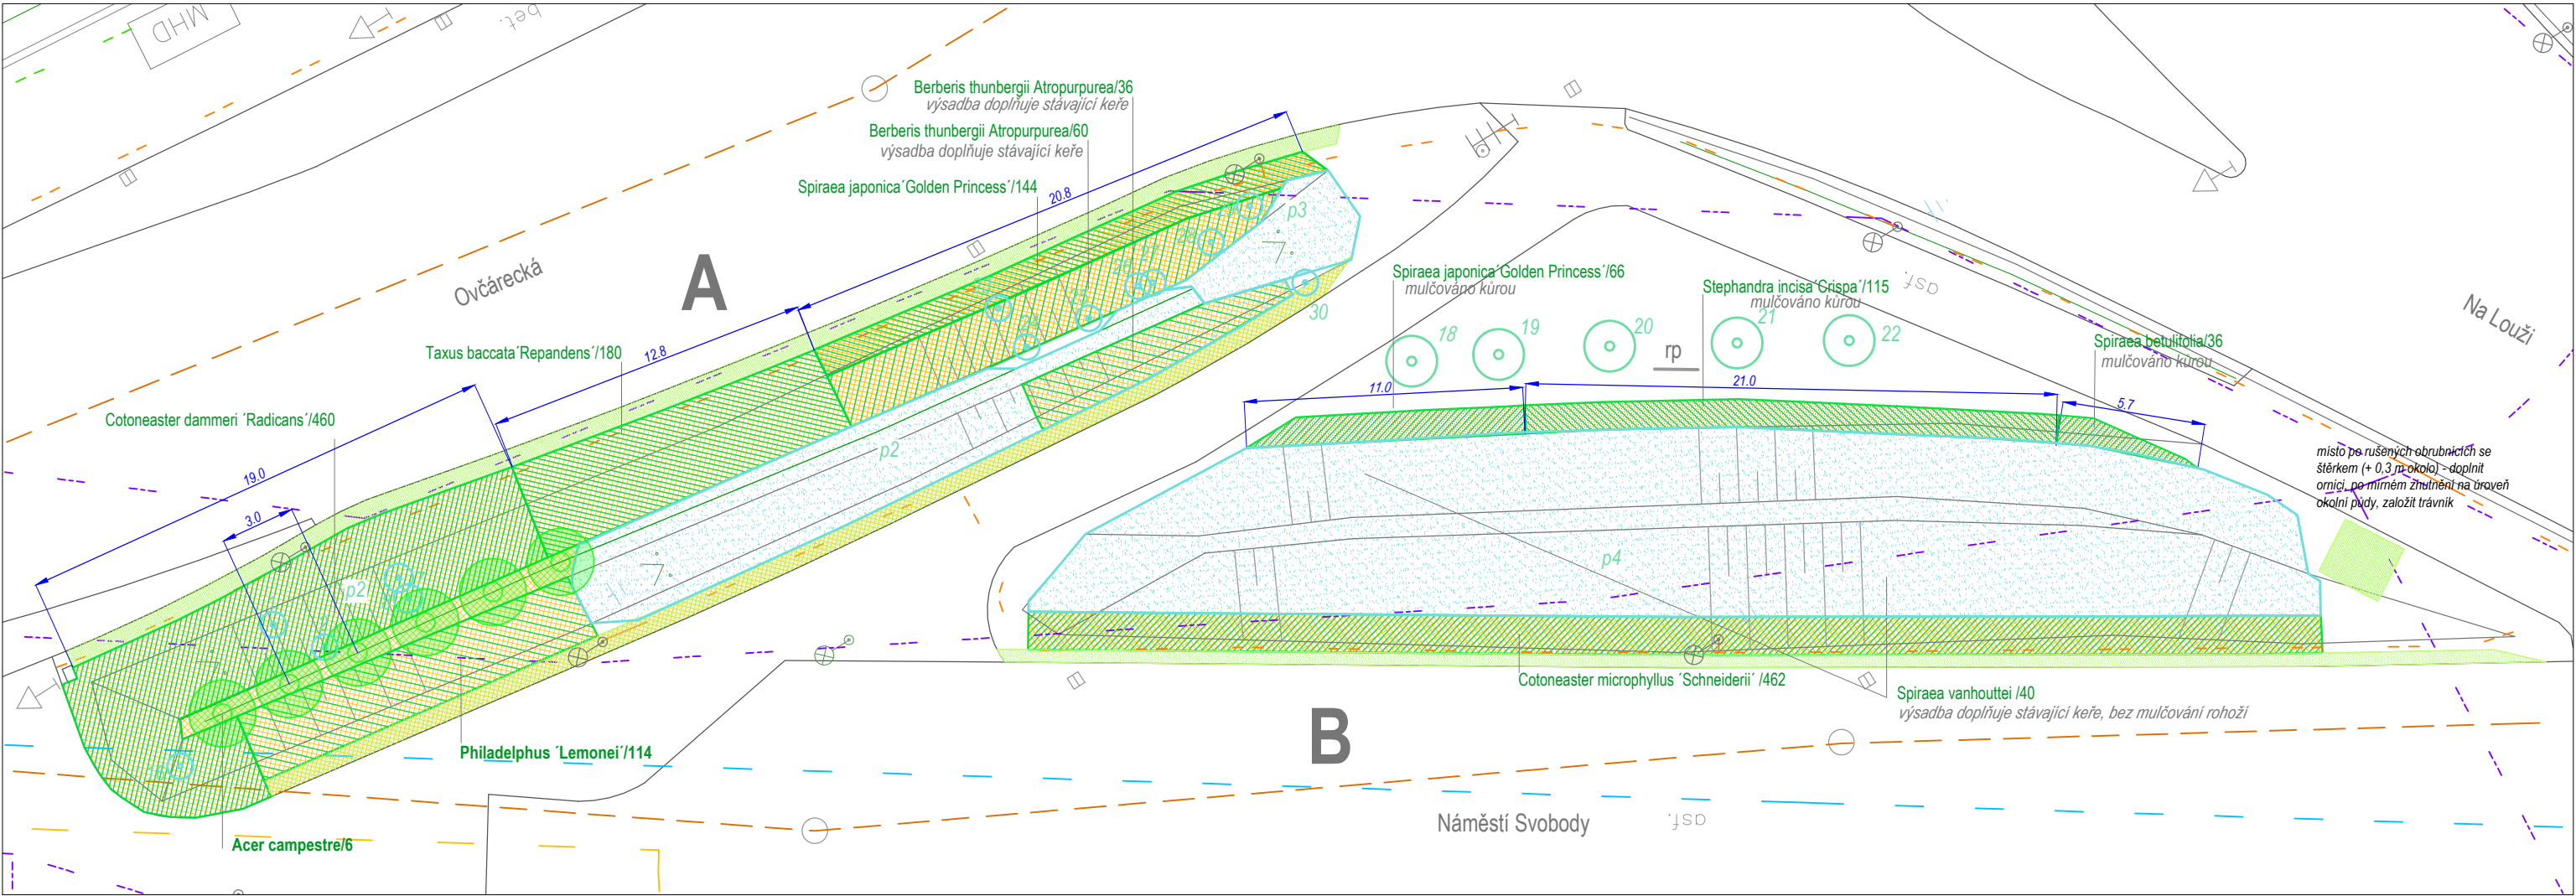 MHD
bet.
Berberis thunbergii Atropurpurea/36
výsadba doplňuje stávající keře
Berberis thunbergii Atropurpurea/60
výsadba doplňuje stávající keře
Spiraea japonica´Golden Princess´/144
20.8
p3
Ovčárecká
A
30
Spiraea japonica´Golden Princess´/66
mulčováno kůrou
Stephandra incisa´Crispa´/115
mulčováno kůrou
asf.
Na Louži
18
19
20
21
22
rp
Spiraea betulifolia/36
mulčováno kůrou
Taxus baccata´Repandens´/180
12.8
11.0
21.0
5.7
Cotoneaster dammeri ´Radicans´/460
p2
19.0
3.0
místo po rušených obrubnících se
štěrkem (+ 0,3 m okolo) - doplnit
ornici, po mírném zhutnění na úroveň
okolní půdy, založit trávník
p2
p4
Cotoneaster microphyllus ´Schneiderii´ /462
Spiraea vanhouttei /40
výsadba doplňuje stávající keře, bez mulčování rohoží
B
Philadelphus ´Lemonei´/114
Náměstí Svobody
asf.
Acer campestre/6